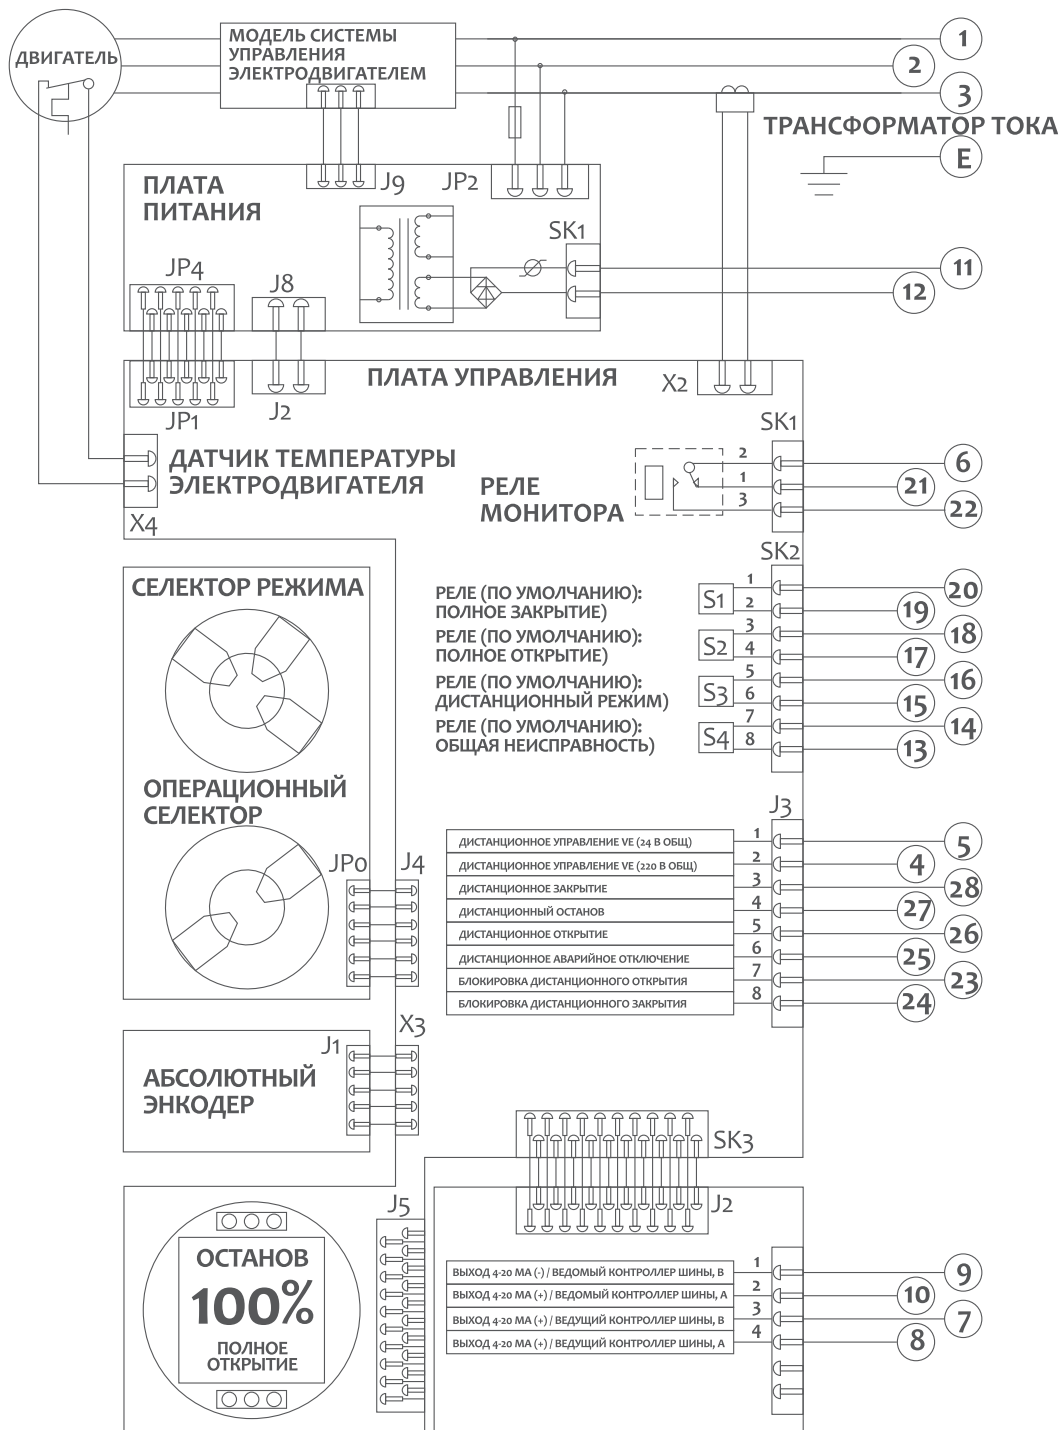 ДВИГАТЕЛЬ
МОДЕЛЬ СИСТЕМЫ
УПРАВЛЕНИЯ
ЭЛЕКТРОДВИГАТЕЛЕМ
1
2
3
ТРАНСФОРМАТОР ТОКА
E
ПЛАТА
ПИТАНИЯ
J9
JP2
SK1
11
12
JP4
J8
ПЛАТА УПРАВЛЕНИЯ
X2
JP1
J2
SK1
ДАТЧИК ТЕМПЕРАТУРЫ
ЭЛЕКТРОДВИГАТЕЛЯ
X4
РЕЛЕ
МОНИТОРА
2
1
3
6
21
22
SK2
СЕЛЕКТОР РЕЖИМА
РЕЛЕ (ПО УМОЛЧАНИЮ):
ПОЛНОЕ ЗАКРЫТИЕ)
S1
1
2
20
19
РЕЛЕ (ПО УМОЛЧАНИЮ):
ПОЛНОЕ ОТКРЫТИЕ)
S2
3
4
18
17
РЕЛЕ (ПО УМОЛЧАНИЮ):
ДИСТАНЦИОННЫЙ РЕЖИМ)
S3
5
6
16
15
РЕЛЕ (ПО УМОЛЧАНИЮ):
ОБЩАЯ НЕИСПРАВНОСТЬ)
S4
7
8
14
13
ОПЕРАЦИОННЫЙ
СЕЛЕКТОР
JP0
J4
J3
ДИСТАНЦИОННОЕ УПРАВЛЕНИЕ VE (24 В ОБЩ) 1 5
ДИСТАНЦИОННОЕ УПРАВЛЕНИЕ VE (220 В ОБЩ) 2 4
ДИСТАНЦИОННОЕ ЗАКРЫТИЕ 3 28
ДИСТАНЦИОННЫЙ ОСТАНОВ 4 27
ДИСТАНЦИОННОЕ ОТКРЫТИЕ 5 26
ДИСТАНЦИОННОЕ АВАРИЙНОЕ ОТКЛЮЧЕНИЕ 6 25
БЛОКИРОВКА ДИСТАНЦИОННОГО ОТКРЫТИЯ 7 23
БЛОКИРОВКА ДИСТАНЦИОННОГО ЗАКРЫТИЯ 8 24
X3
J1
АБСОЛЮТНЫЙ
ЭНКОДЕР
SK3
J2
J5
ОСТАНОВ
100%
ПОЛНОЕ
ОТКРЫТИЕ
ВЫХОД 4-20 МА (-) / ВЕДОМЫЙ КОНТРОЛЛЕР ШИНЫ, В 1 9
ВЫХОД 4-20 МА (+) / ВЕДОМЫЙ КОНТРОЛЛЕР ШИНЫ, А 2 10
ВЫХОД 4-20 МА (+) / ВЕДУЩИЙ КОНТРОЛЛЕР ШИНЫ, В 3 7
ВЫХОД 4-20 МА (+) / ВЕДУЩИЙ КОНТРОЛЛЕР ШИНЫ, А 4 8